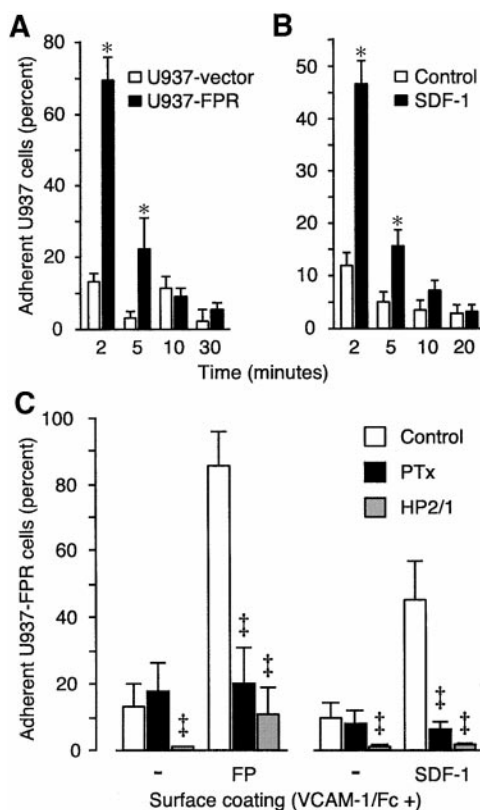 A
B
80
60
40
20
0
Adherent U937 cells (percent)
U937-vector
U937-FPR
*
*
2 5 10 30
50
40
30
20
10
0
Control
SDF-1
*
*
2 5 10 20
Time (minutes)
C
100
80
60
40
20
0
Adherent U937-FPR cells (percent)
Control
PTx
HP2/1
‡ ‡ ‡ ‡ ‡ ‡
- FP - SDF-1
Surface coating (VCAM-1/Fc +)